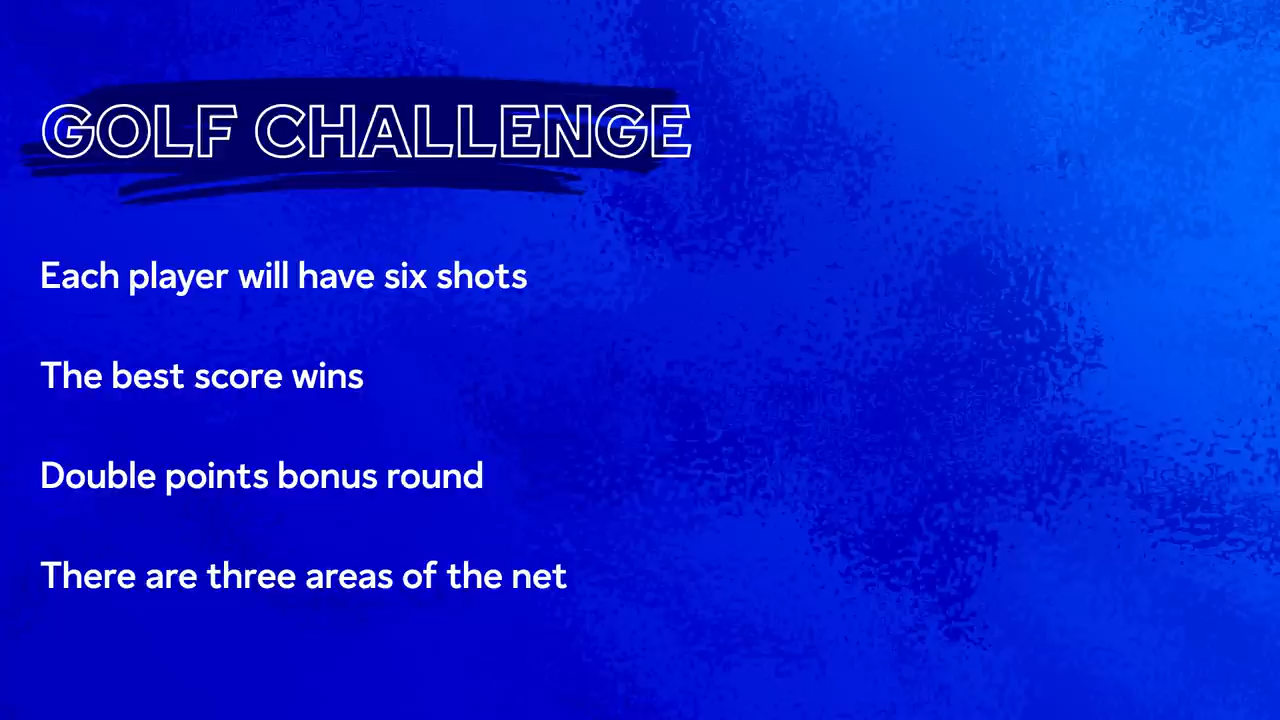 GOLF CHALLENGE
Each player will have six shots
The best score wins
Double points bonus round
There are three areas of the net